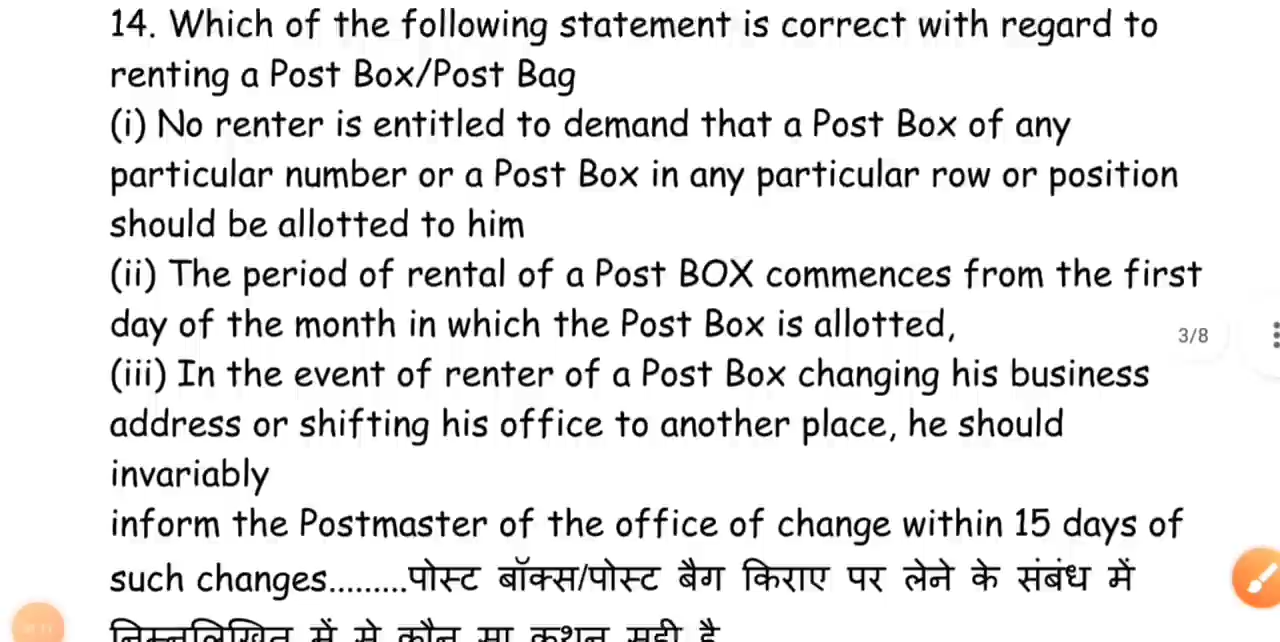 14. Which of the following statement is correct with regard to
renting a Post Box/Post Bag
(i) No renter is entitled to demand that a Post Box of any
particular number or a Post Box in any particular row or position
should be allotted to him
(ii) The period of rental of a Post BOX commences from the first
day of the month in which the Post Box is allotted,
(iii) In the event of renter of a Post Box changing his business
3/8
address or shifting his office to another place, he should
invariably
inform the Postmaster of the office of change within 15 days of
such changes.........पोस्ट बॉक्स/पोस्ट बैग किराए पर लेने के संबंध में
निम्नलिखित में से कौन सा कथन सही है